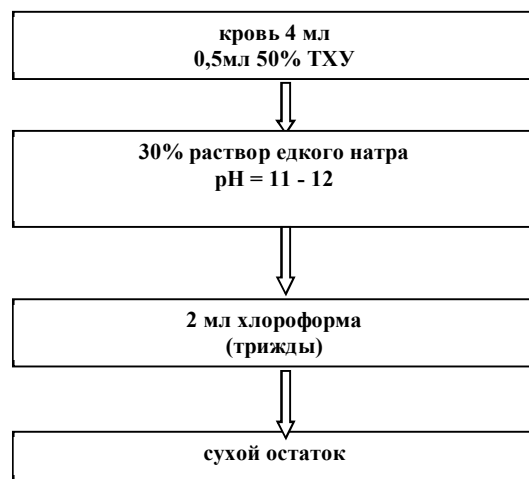 кровь 4 мл
0,5мл 50% ТХУ
30% раствор едкого натра
рН = 11 - 12
2 мл хлороформа
(трижды)
сухой остаток